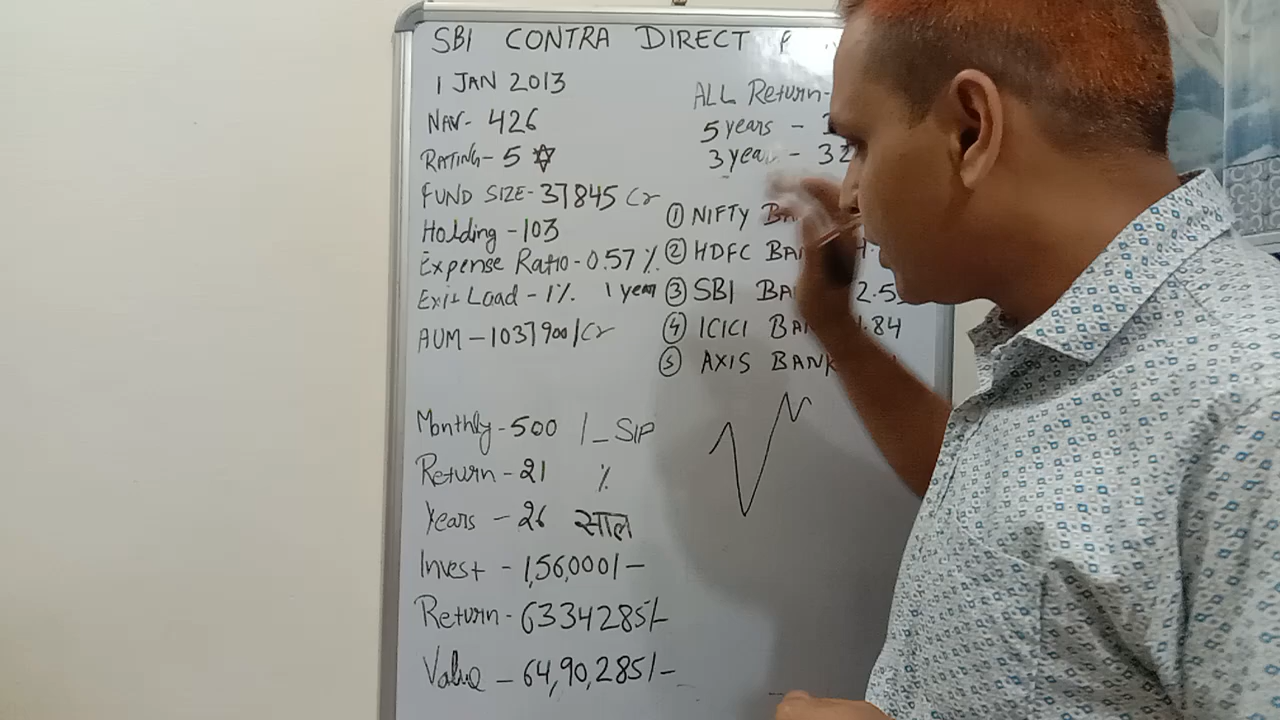 SBI CONTRA DIRECT F
1 JAN 2013
NAV- 426
RATING- 5 ✡
FUND SIZE- 37845 Cr
Holding - 103
Expense Ratio - 0.57 %
Exit Load - 1% 1 year
AUM - 1037900/Cr
ALL Return-
5 years -
3 year - 32
① NIFTY
② HDFC
③ SBI
④ ICICI .84
⑤ AXIS BANK
Monthly - 500 /- SIP
Return - 21 %
Years - 26 साल
Invest - 1,56,000/-
Return - 6334285/-
Value - 64,90,285/-